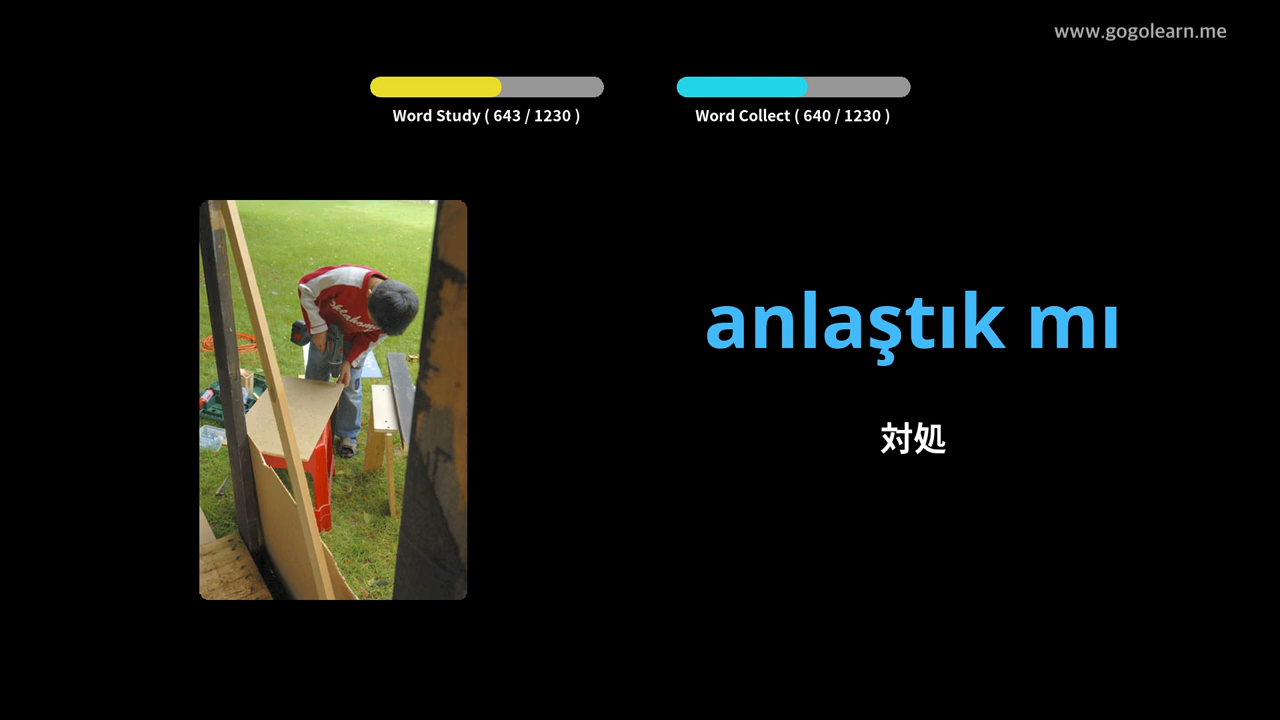 www.gogolearn.me
Word Study ( 643 / 1230 )
Word Collect ( 640 / 1230 )
anlaştık mı
対処